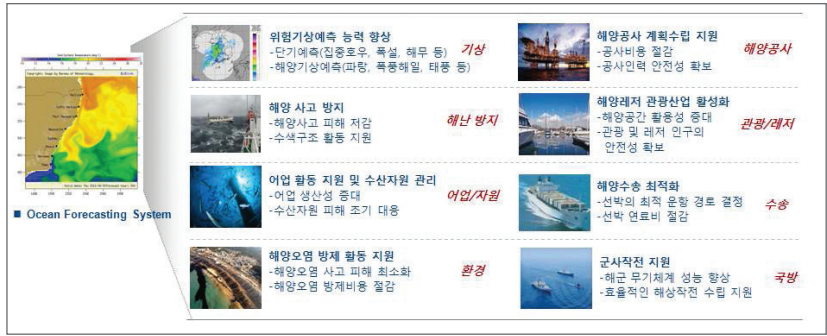 위험기상예측 능력 향상
-단기예측(집중호우, 폭설, 해무 등)
-해양기상예측(파랑, 폭풍해일, 태풍 등)
기상
해양공사 계획수립 지원
-공사비용 절감
-공사인력 안전성 확보
해양공사
해양 사고 방지
-해양사고 피해 저감
-수색구조 활동 지원
해난 방지
해양레저 관광산업 활성화
-해양공간 활용성 증대
-관광 및 레저 인구의
안전성 확보
관광/레저
어업 활동 지원 및 수산자원 관리
-어업 생산성 증대
-수산자원 피해 조기 대응
어업/자원
해양수송 최적화
-선박의 최적 운항 경로 결정
-선박 연료비 절감
수송
■ Ocean Forecasting System
해양오염 방제 활동 지원
-해양오염 사고 피해 최소화
-해양오염 방제비용 절감
환경
군사작전 지원
-해군 무기체계 성능 향상
-효율적인 해상작전 수립 지원
국방